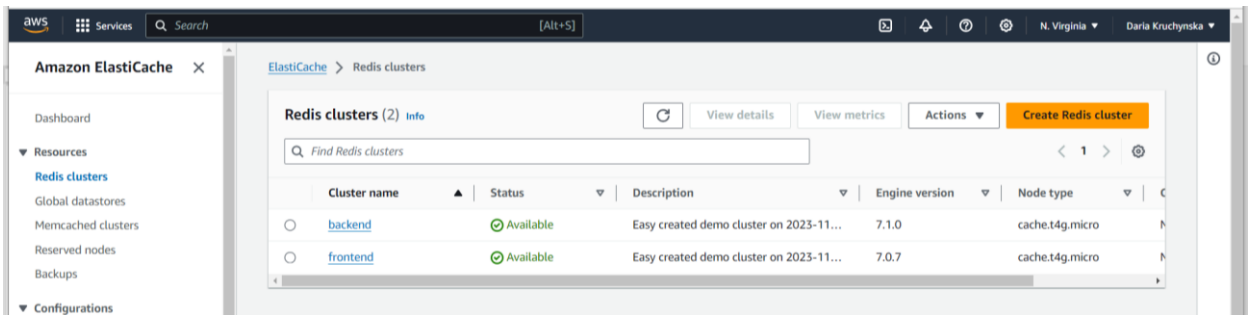 aws Services Search [Alt+S] N. Virginia ▼ Daria Kruchynska ▼
Amazon ElastiCache
Dashboard
Resources
Redis clusters
Global datastores
Memcached clusters
Reserved nodes
Backups
Configurations
ElastiCache > Redis clusters
Redis clusters (2) Info
View details View metrics Actions ▼ Create Redis cluster
Find Redis clusters
< 1 >
Cluster name Status Description Engine version Node type
backend Available Easy created demo cluster on 2023-11... 7.1.0 cache.t4g.micro
frontend Available Easy created demo cluster on 2023-11... 7.0.7 cache.t4g.micro